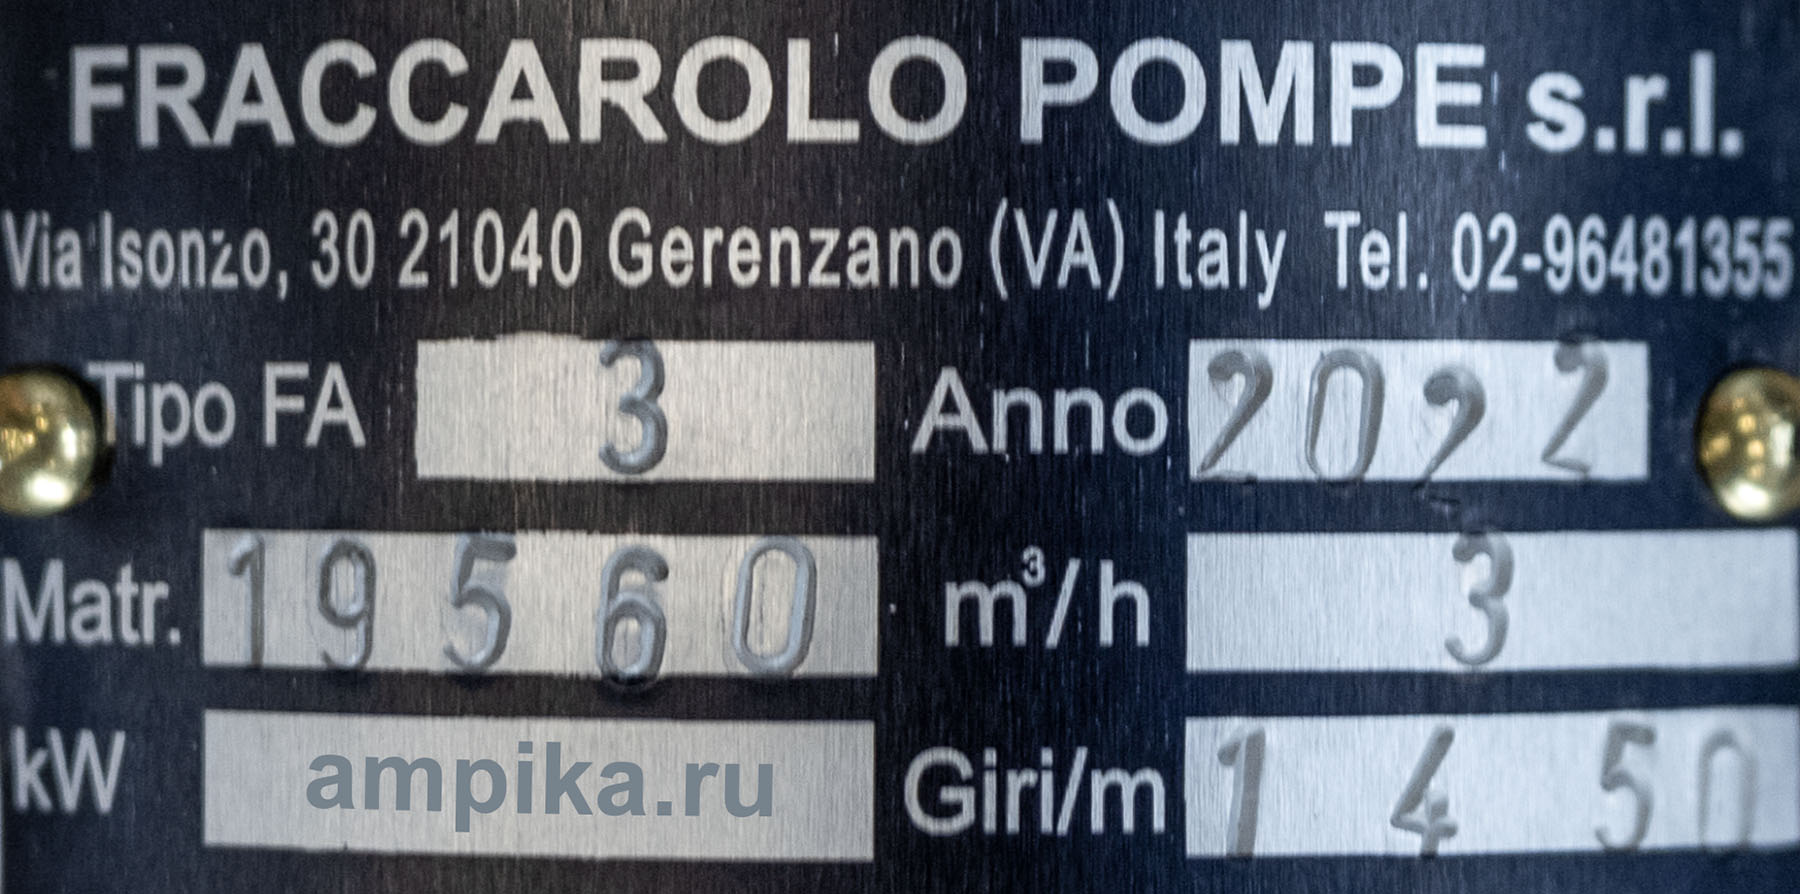 FRACCAROLO POMPE s.r.l.
Via Isonzo, 30 21040 Gerenzano (VA) Italy Tel. 02-96481355
Tipo FA 3 Anno 2022
Matr. 19560 m³/h 3
kW ampika.ru Giri/m 1450